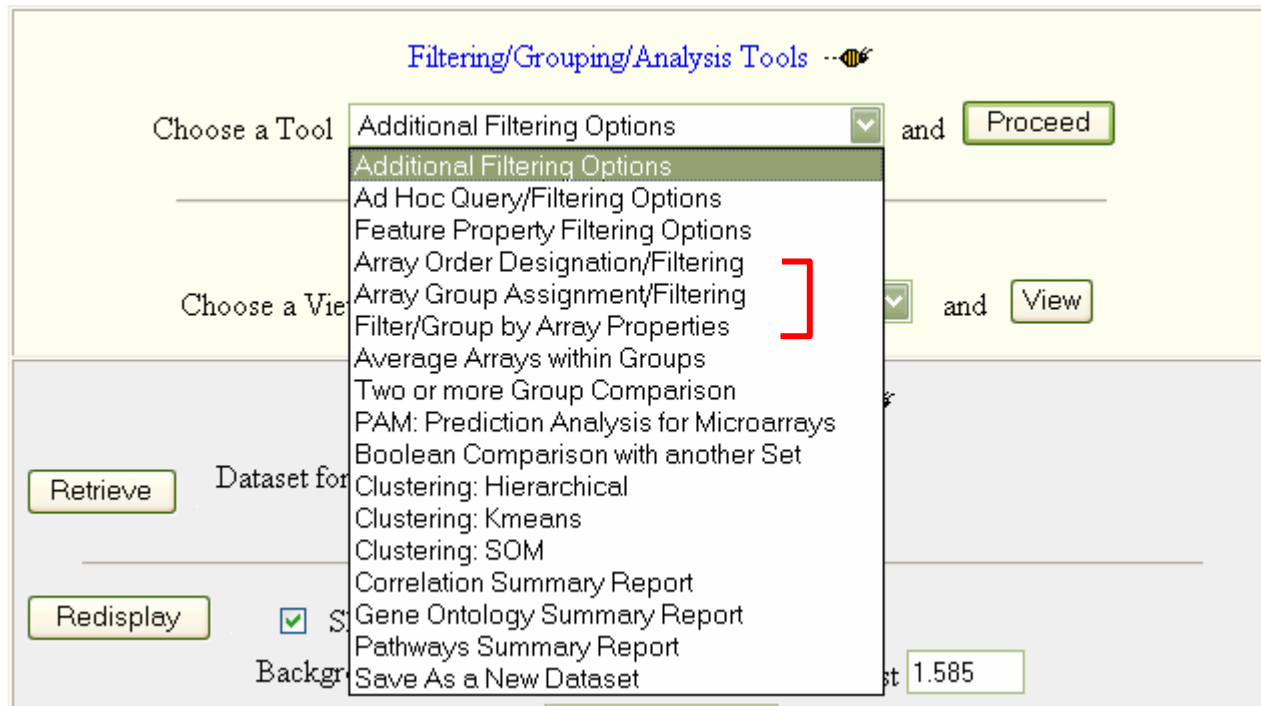 Filtering/Grouping/Analysis Tools
Choose a Tool Additional Filtering Options and Proceed
Additional Filtering Options
Ad Hoc Query/Filtering Options
Feature Property Filtering Options
Array Order Designation/Filtering
Array Group Assignment/Filtering
Choose a Vie and View
Filter/Group by Array Properties
Average Arrays within Groups
Two or more Group Comparison
PAM: Prediction Analysis for Microarrays
Boolean Comparison with another Set
Retrieve Dataset for
Clustering: Hierarchical
Clustering: Kmeans
Clustering: SOM
Correlation Summary Report
Redisplay S
Gene Ontology Summary Report
Pathways Summary Report
Backgr st 1.585
Save As a New Dataset